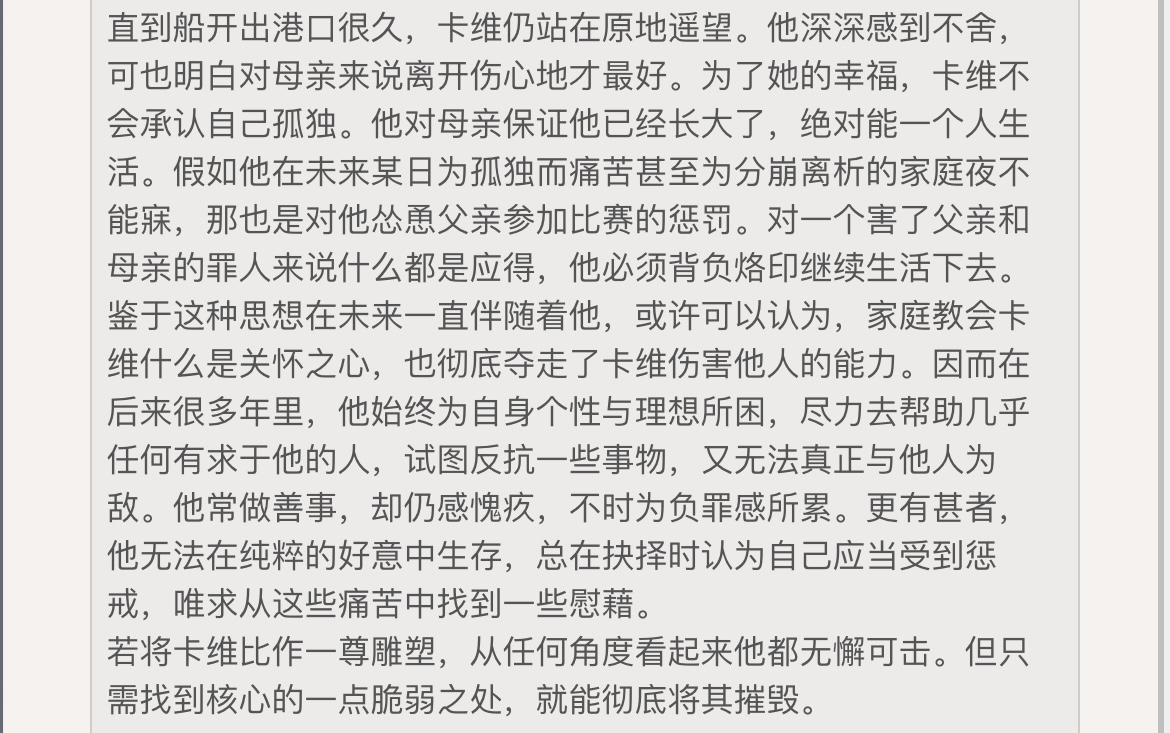 直到船开出港口很久，卡维仍站在原地遥望。他深深感到不舍，
可也明白对母亲来说离开伤心地才最好。为了她的幸福，卡维不
会承认自己孤独。他对母亲保证他已经长大了，绝对能一个人生
活。假如他在未来某日为孤独而痛苦甚至为分崩离析的家庭夜不
能寐，那也是对他怂恿父亲参加比赛的惩罚。对一个害了父亲和
母亲的罪人来说什么都是应得，他必须背负烙印继续生活下去。
鉴于这种思想在未来一直伴随着他，或许可以认为，家庭教会卡
维什么是关怀之心，也彻底夺走了卡维伤害他人的能力。因而在
后来很多年里，他始终为自身个性与理想所困，尽力去帮助几乎
任何有求于他的人，试图反抗一些事物，又无法真正与他人为
敌。他常做善事，却仍感愧疚，不时为负罪感所累。更有甚者，
他无法在纯粹的好意中生存，总在抉择时认为自己应当受到惩
戒，唯求从这些痛苦中找到一些慰藉。
若将卡维比作一尊雕塑，从任何角度看起来他都无懈可击。但只
需找到核心的一点脆弱之处，就能彻底将其摧毁。